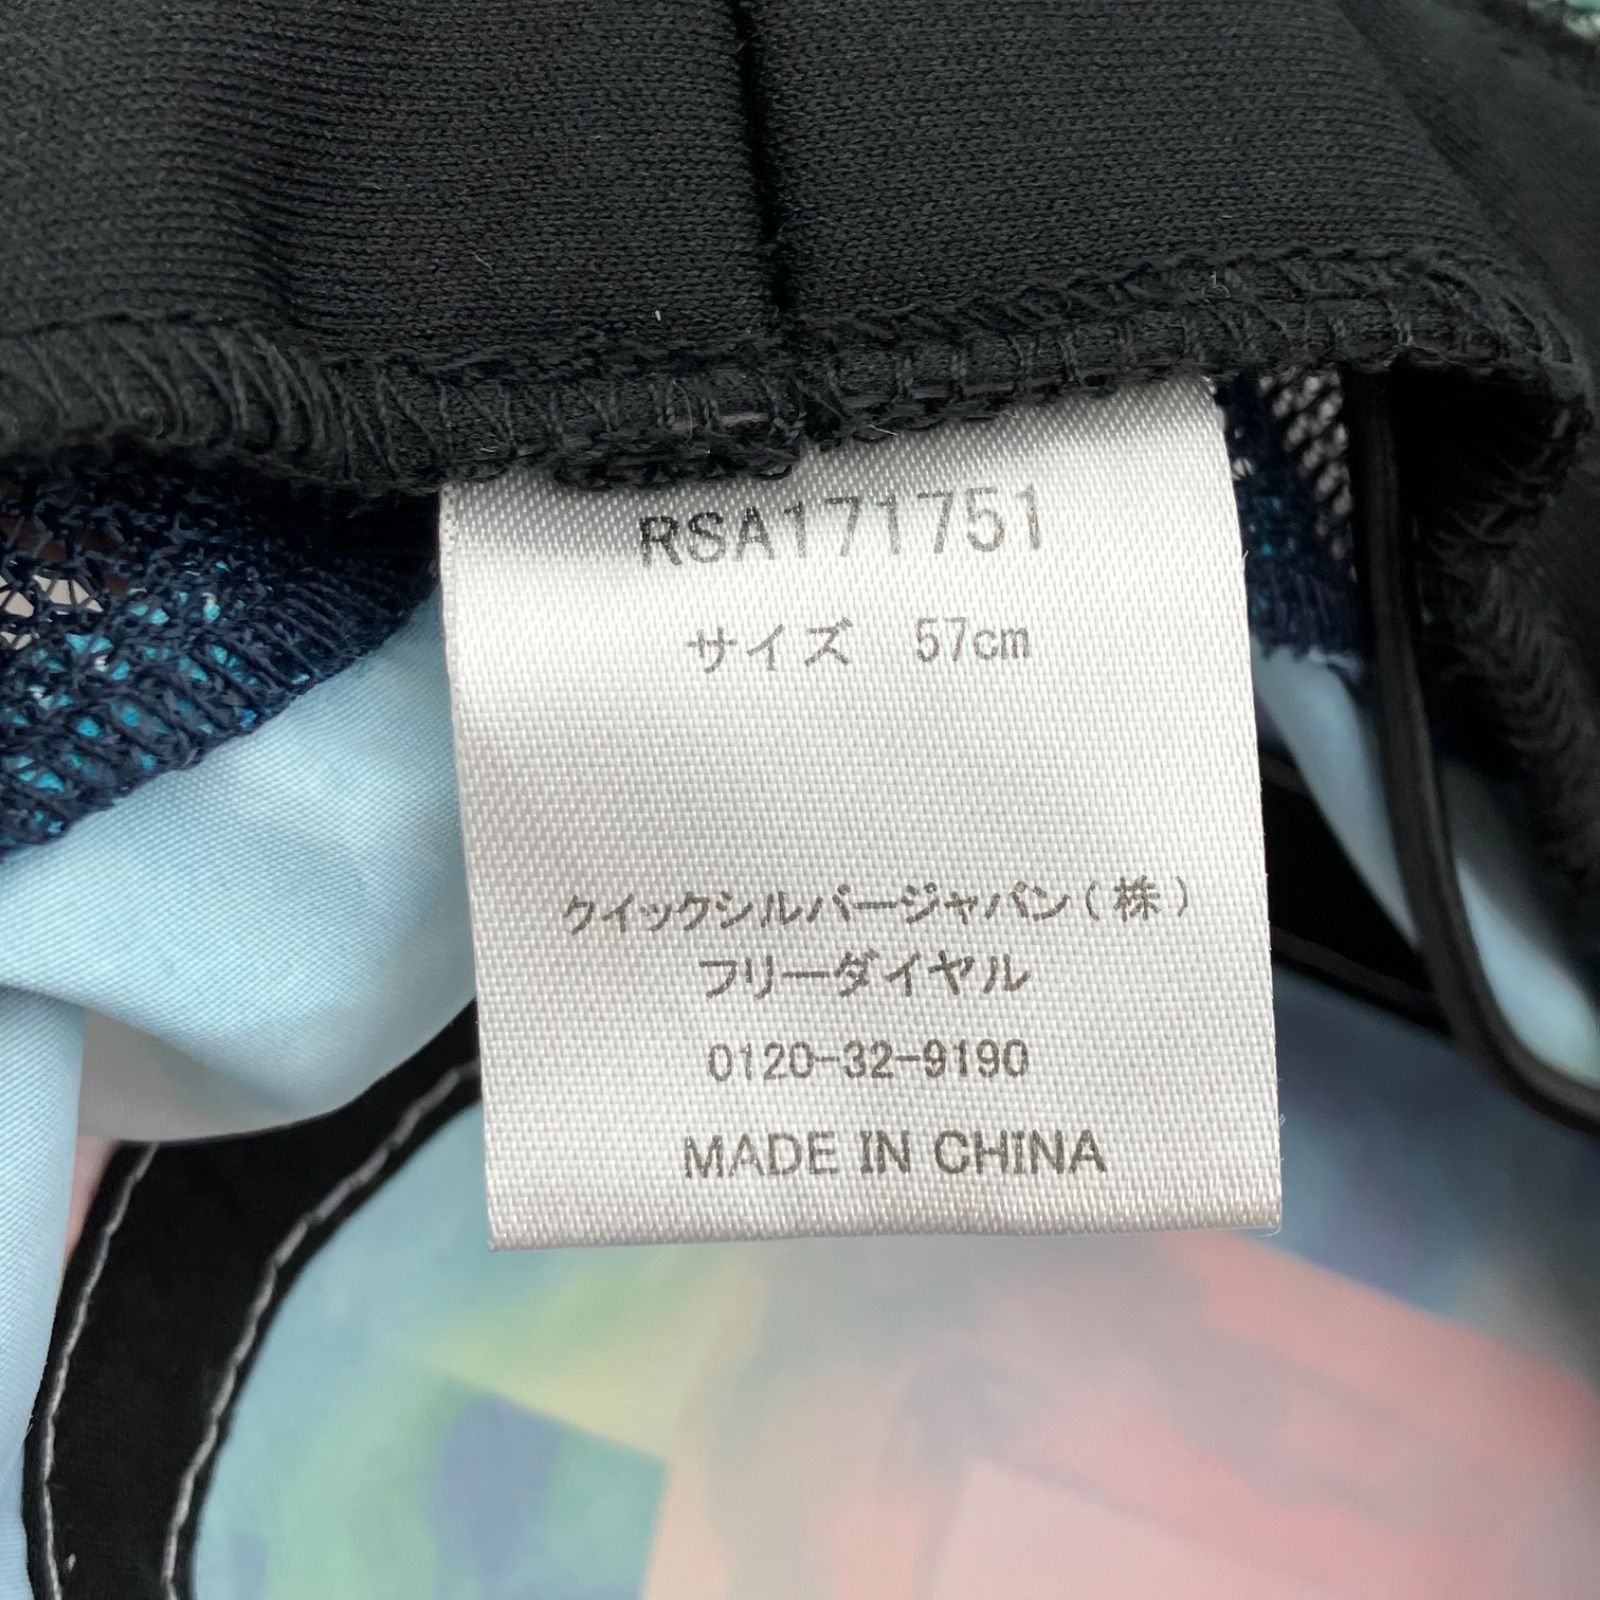 RSA171751
サイズ 57cm
クイックシルバージャパン(株)
フリーダイヤル
0120-32-9190
MADE IN CHINA